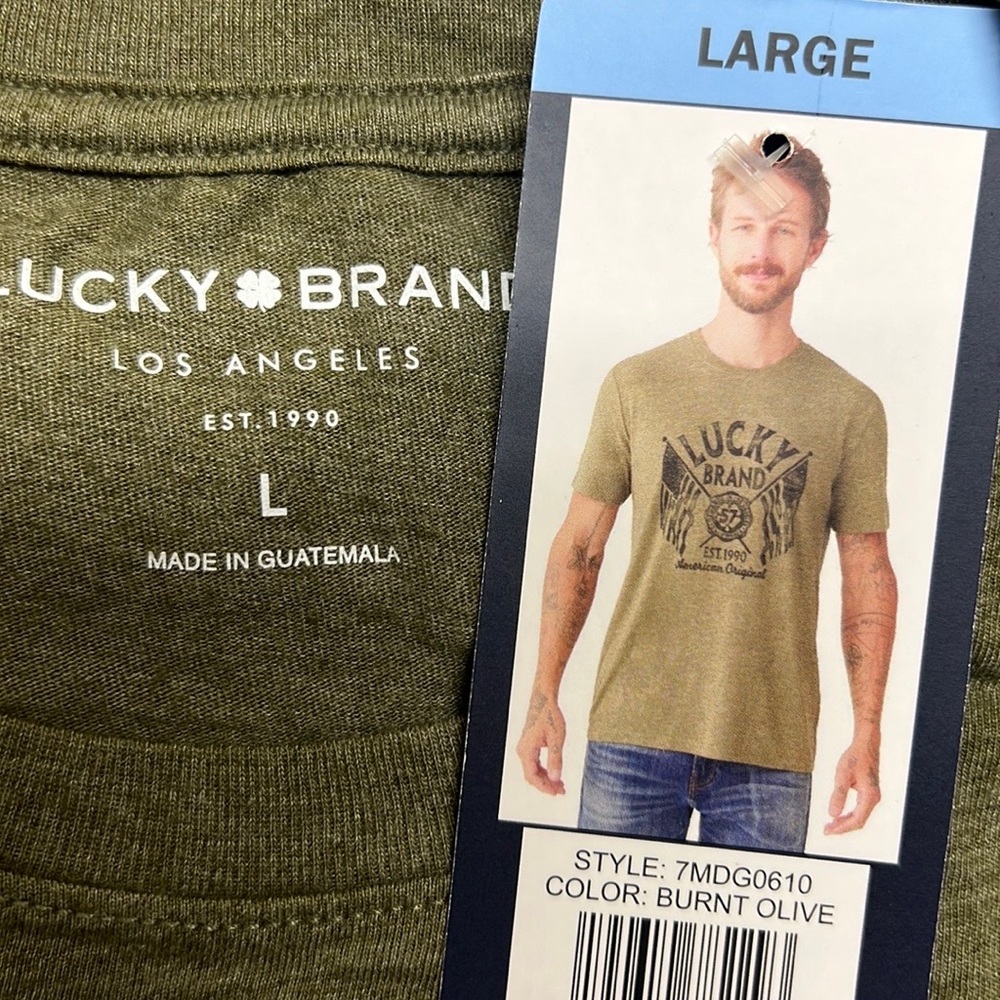 LUCKY BRAND
LOS ANGELES
EST. 1990
L
MADE IN GUATEMALA
LARGE
LUCKY
BRAND
57
EST. 1990
American Original
STYLE: 7MDG0610
COLOR: BURNT OLIVE